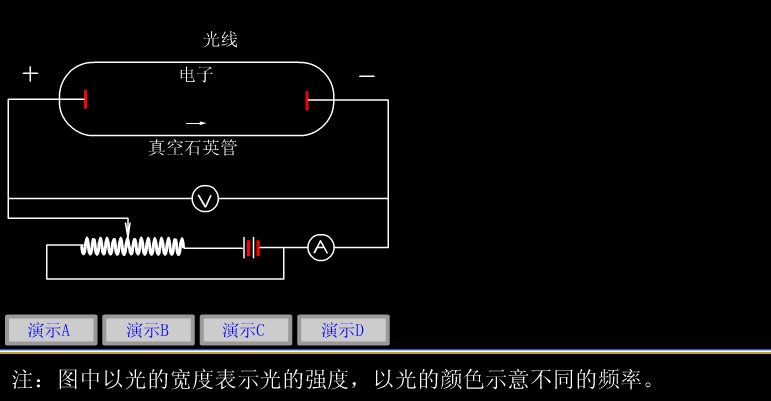 光线
+
电子
−
真空石英管
V
A
演示A 演示B 演示C 演示D
注：图中以光的宽度表示光的强度，以光的颜色示意不同的频率。